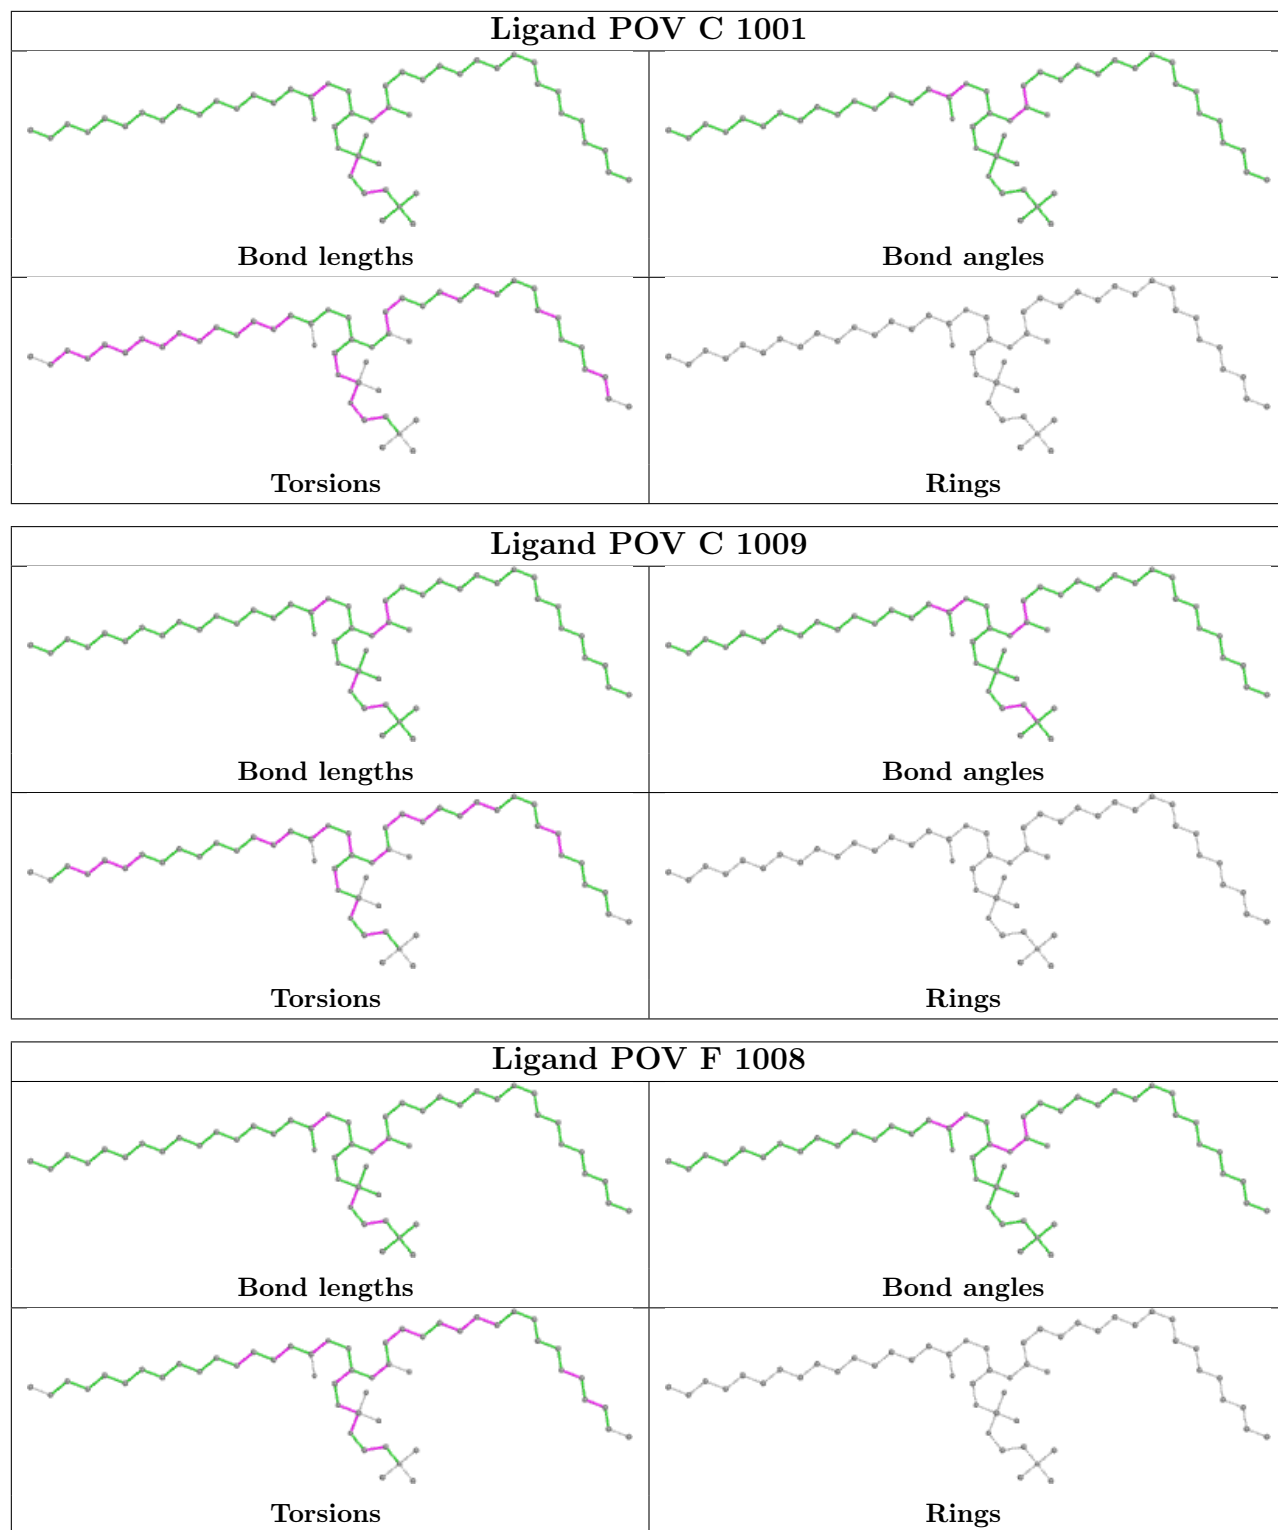 Ligand POV C 1001
Bond lengths
Bond angles
Torsions
Rings
Ligand POV C 1009
Bond lengths
Bond angles
Torsions
Rings
Ligand POV F 1008
Bond lengths
Bond angles
Torsions
Rings